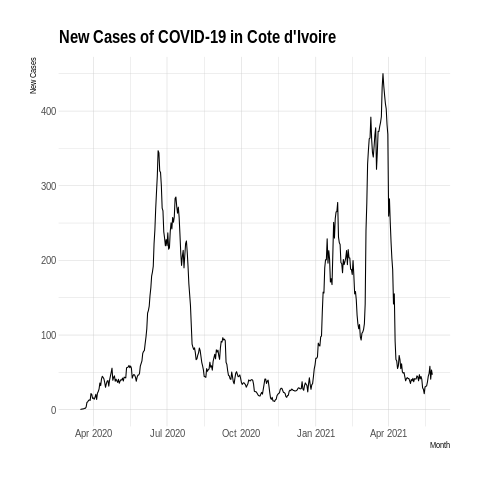 New Cases of COVID-19 in Cote d'Ivoire
New Cases
400
300
200
100
0
Apr 2020 Jul 2020 Oct 2020 Jan 2021 Apr 2021
Month